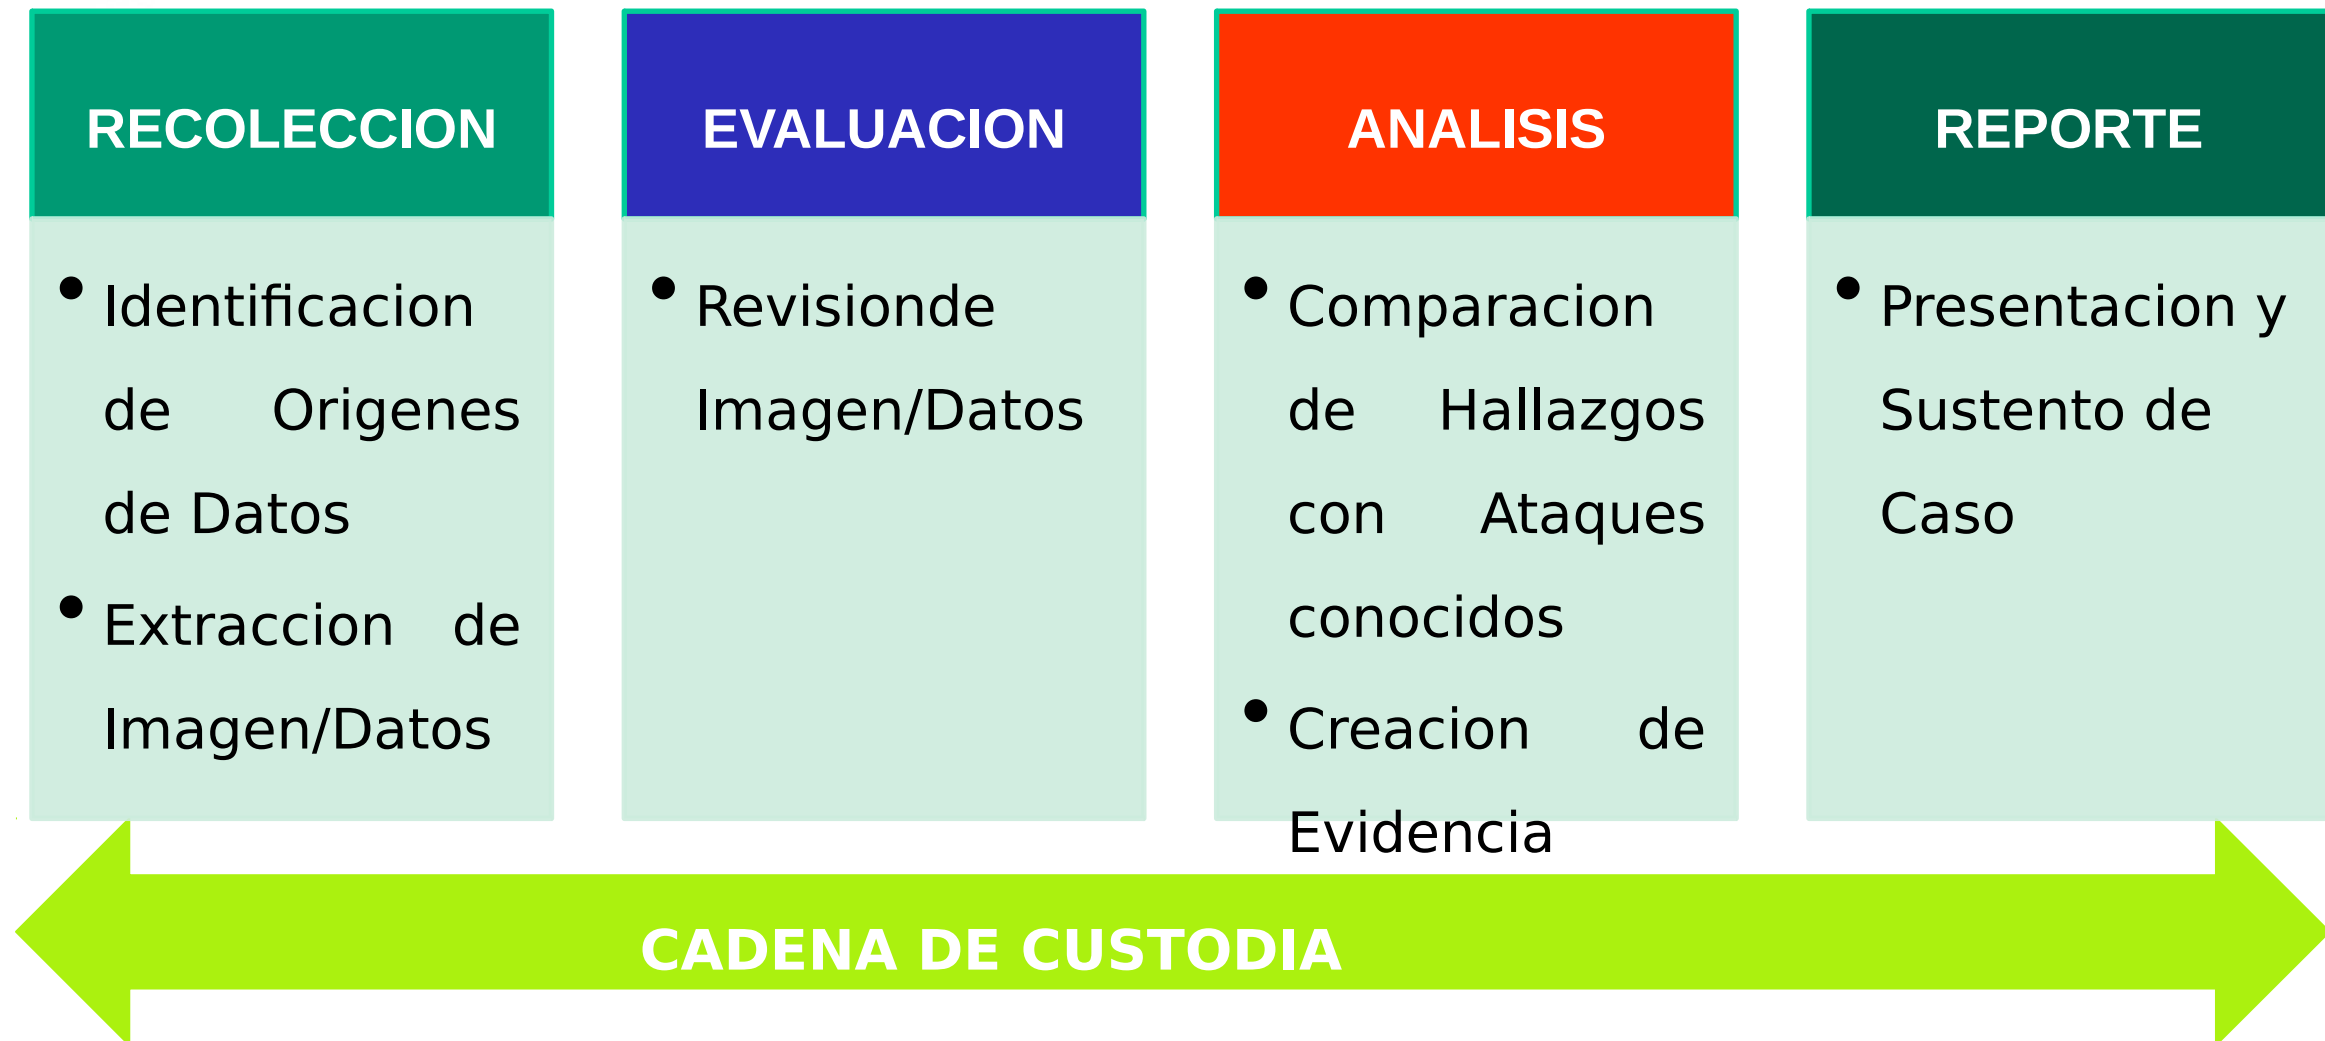 RECOLECCION
Identificacion
de Origenes
de Datos
Extraccion de
Imagen/Datos
EVALUACION
Revisionde
Imagen/Datos
ANALISIS
Comparacion
de Hallazgos
con Ataques
conocidos
Creacion de
Evidencia
REPORTE
Presentacion y
Sustento de
Caso
CADENA DE CUSTODIA